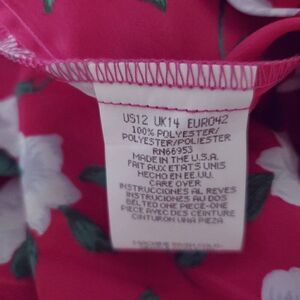 US12 UK14 EURO42
100% POLYESTER/
POLYESTER/POLIESTER
RN66953
MADE IN THE U.S.A.
FAIT AUX ETATS UNIS
HECHO EN EE.UU.
CARE OVER
INSTRUCCIONES AL REVES
INSTRUCTIONS AU DOS
BELTED ONE PIECE-ONE
PIECE AVEC DES CEINTURE
CINTURON UNA PIEZA